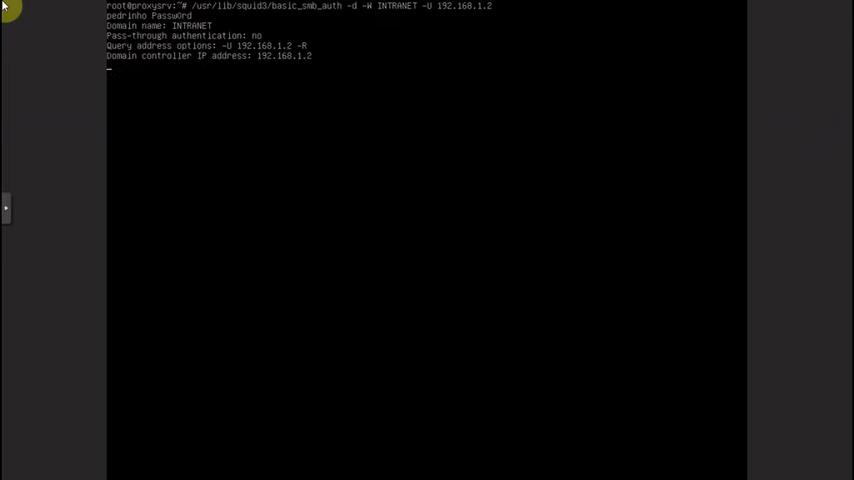 root@proxysrv:~# /usr/lib/squid3/basic_smb_auth -d -W INTRANET -U 192.168.1.2
pedrinho Passw0rd
Domain name: INTRANET
Pass-through authentication: no
Query address options: -U 192.168.1.2 -R
Domain controller IP address: 192.168.1.2